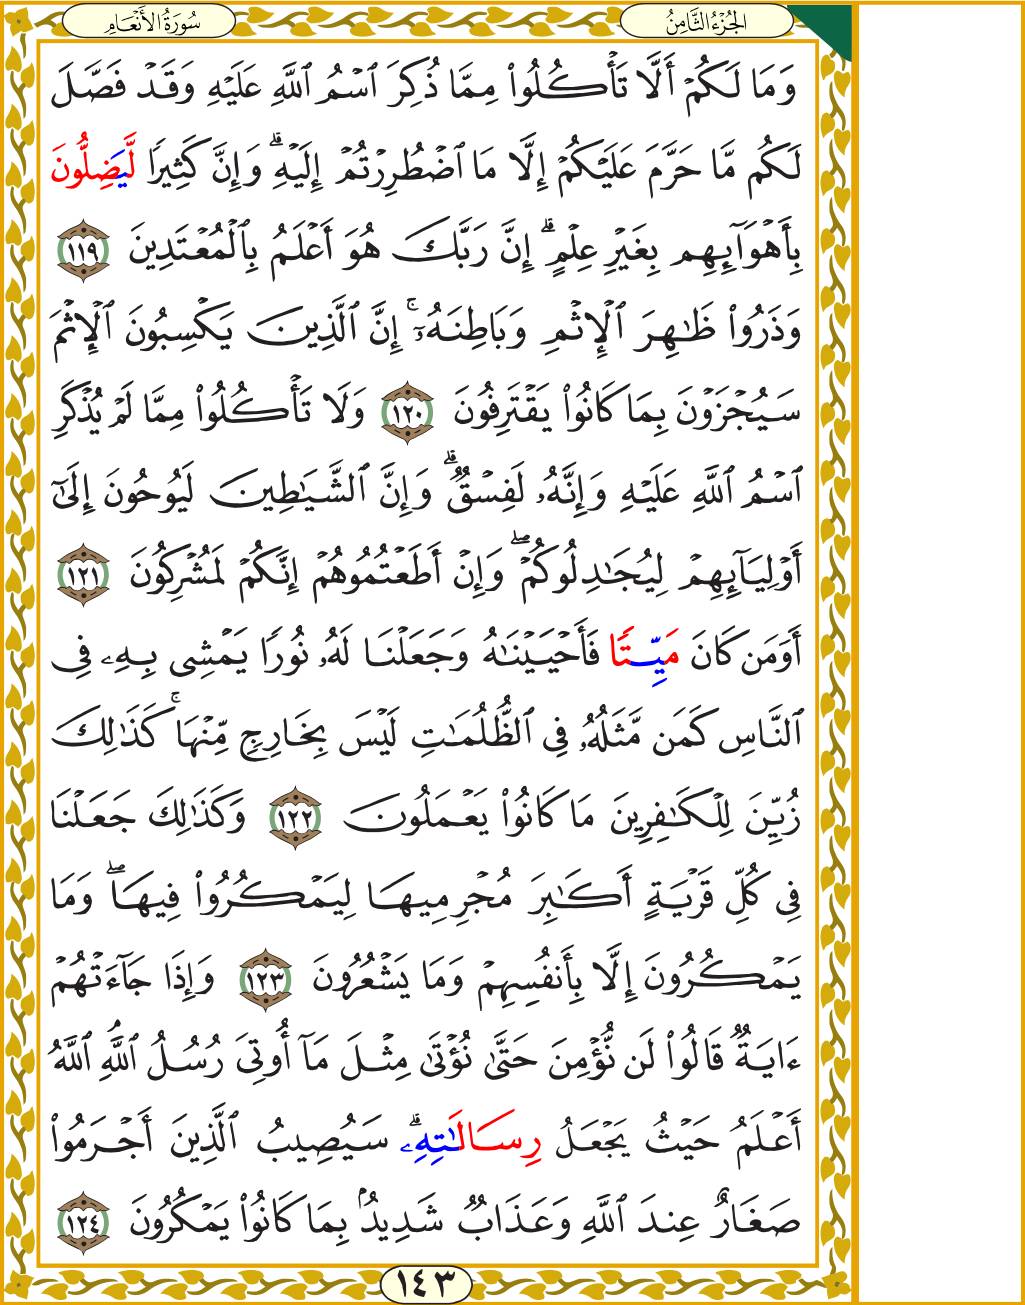 الجُزْءُ الثَّامِنُ
سُورَةُ الأَنْعَامِ
وَمَا لَكُمْ أَلَّا تَأْكُلُواْ مِمَّا ذُكِرَ ٱسْمُ ٱللَّهِ عَلَيْهِ وَقَدْ فَصَّلَ
لَكُم مَّا حَرَّمَ عَلَيْكُمْ إِلَّا مَا ٱضْطُرِرْتُمْ إِلَيْهِۗ وَإِنَّ كَثِيرًا لَّيَضِلُّونَ
بِأَهْوَآئِهِم بِغَيْرِ عِلْمٍۗ إِنَّ رَبَّكَ هُوَ أَعْلَمُ بِٱلْمُعْتَدِينَ ١١٩
وَذَرُواْ ظَٰهِرَ ٱلْإِثْمِ وَبَاطِنَهُۥٓۚ إِنَّ ٱلَّذِينَ يَكْسِبُونَ ٱلْإِثْمَ
سَيُجْزَوْنَ بِمَا كَانُواْ يَقْتَرِفُونَ ١٢٠ وَلَا تَأْكُلُواْ مِمَّا لَمْ يُذْكَرِ
ٱسْمُ ٱللَّهِ عَلَيْهِ وَإِنَّهُۥ لَفِسْقٌۗ وَإِنَّ ٱلشَّيَٰطِينَ لَيُوحُونَ إِلَىٰٓ
أَوْلِيَآئِهِمْ لِيُجَٰدِلُوكُمْۖ وَإِنْ أَطَعْتُمُوهُمْ إِنَّكُمْ لَمُشْرِكُونَ ١٢١
أَوَمَن كَانَ مَيِّتًا فَأَحْيَيْنَٰهُ وَجَعَلْنَا لَهُۥ نُورًا يَمْشِى بِهِۦ فِى
ٱلنَّاسِ كَمَن مَّثَلُهُۥ فِى ٱلظُّلُمَٰتِ لَيْسَ بِخَارِجٍ مِّنْهَاۚ كَذَٰلِكَ
زُيِّنَ لِلْكَٰفِرِينَ مَا كَانُواْ يَعْمَلُونَ ١٢٢ وَكَذَٰلِكَ جَعَلْنَا
فِى كُلِّ قَرْيَةٍ أَكَٰبِرَ مُجْرِمِيهَا لِيَمْكُرُواْ فِيهَاۖ وَمَا
يَمْكُرُونَ إِلَّا بِأَنفُسِهِمْ وَمَا يَشْعُرُونَ ١٢٣ وَإِذَا جَآءَتْهُمْ
ءَايَةٌ قَالُواْ لَن نُّؤْمِنَ حَتَّىٰ نُؤْتَىٰ مِثْلَ مَآ أُوتِىَ رُسُلُ ٱللَّهِۘ ٱللَّهُ
أَعْلَمُ حَيْثُ يَجْعَلُ رِسَالَٰتِهِۦۗ سَيُصِيبُ ٱلَّذِينَ أَجْرَمُواْ
صَغَارٌ عِندَ ٱللَّهِ وَعَذَابٌ شَدِيدٌۢ بِمَا كَانُواْ يَمْكُرُونَ ١٢٤
١٤٣